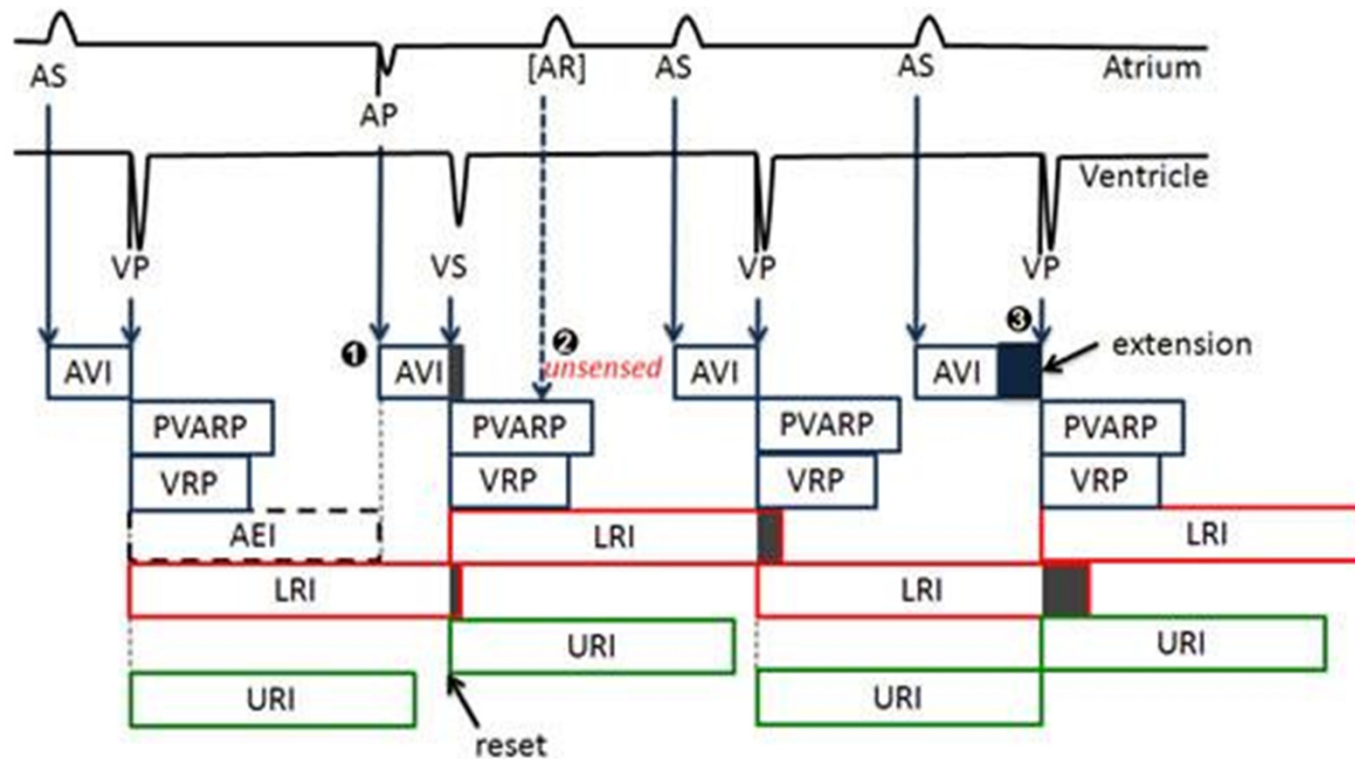 AS
[AR]
AS
AS
Atrium
AP
Ventricle
VP
VS
VP
VP
❶
❷
unsensed
❸
extension
AVI
AVI
AVI
AVI
PVARP
PVARP
PVARP
PVARP
VRP
VRP
VRP
VRP
AEI
LRI
LRI
LRI
LRI
URI
URI
URI
URI
reset